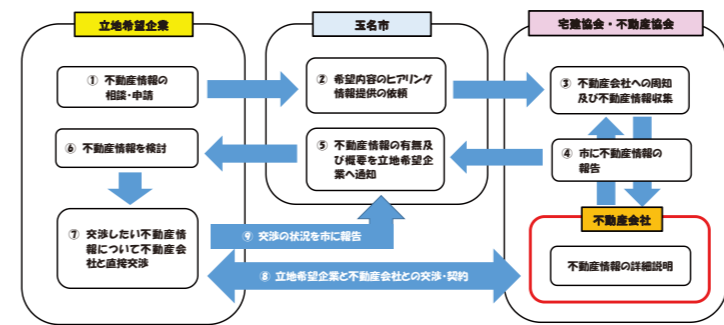 立地希望企業
玉名市
宅建協会・不動産協会
① 不動産情報の
相談・申請
② 希望内容のヒアリング
情報提供の依頼
③ 不動産会社への周知
及び不動産情報収集
⑥ 不動産情報を検討
⑤ 不動産情報の有無及
び概要を立地希望企
業へ通知
④ 市に不動産情報の
報告
⑦ 交渉したい不動産情
報について不動産会
社と直接交渉
⑨ 交渉の状況を市に報告
不動産会社
⑧ 立地希望企業と不動産会社との交渉・契約
不動産情報の詳細説明